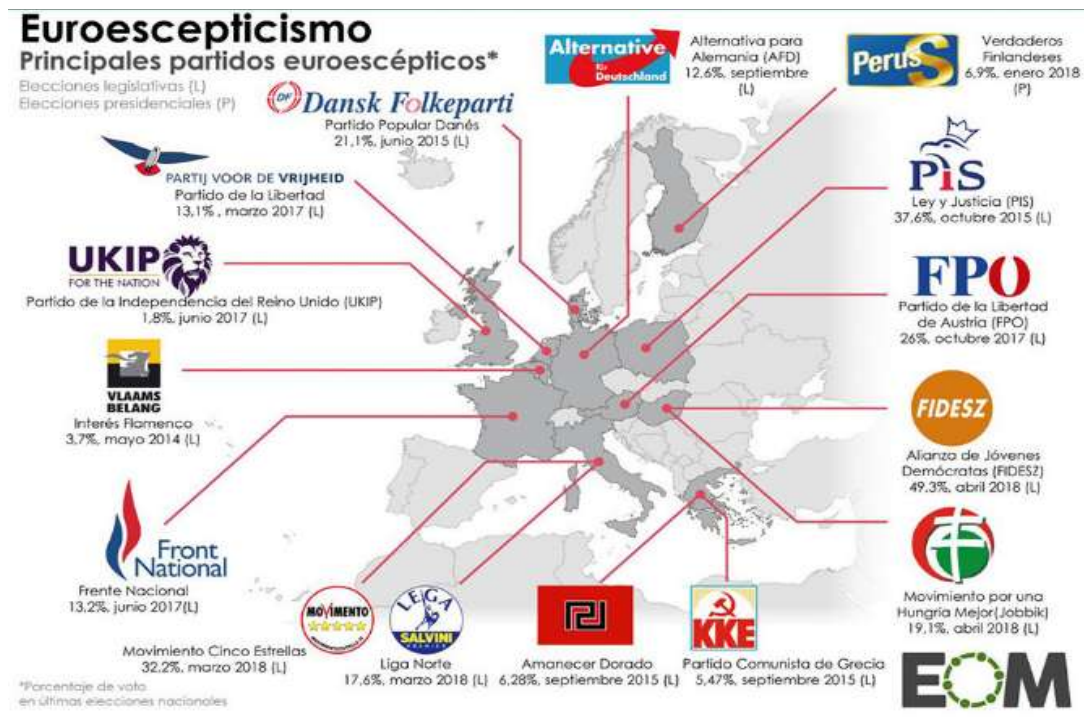 Euroescepticismo
Principales partidos euroescépticos*
Elecciones legislativas (L)
Elecciones presidenciales (P)
DF Dansk Folkeparti
Partido Popular Danés
21,1%, junio 2015 (L)
Alternative
für
Deutschland
Alternativa para
Alemania (AFD)
12,6%, septiembre
(L)
PerusS
Verdaderos
Finlandeses
6,9%, enero 2018
(P)
PARTIJ VOOR DE VRIJHEID
Partido de la Libertad
13,1% , marzo 2017 (L)
PiS
Ley y Justicia (PIS)
37,6%, octubre 2015 (L)
UKIP
FOR THE NATION
Partido de la Independencia del Reino Unido (UKIP)
1,8%, junio 2017 (L)
FPO
Partido de la Libertad
de Austria (FPO)
26%, octubre 2017 (L)
VLAAMS
BELANG
Interés Flamenco
3,7%, mayo 2014 (L)
FIDESZ
Alianza de Jóvenes
Demócratas (FIDESZ)
49,3%, abril 2018 (L)
Front
National
Frente Nacional
13,2%, junio 2017(L)
Movimiento por una
Hungría Mejor(Jobbik)
19,1%, abril 2018 (L)
MOVIMENTO
Movimiento Cinco Estrellas
32,2%, marzo 2018 (L)
LEGA
SALVINI
Liga Norte
17,6%, marzo 2018 (L)
Amanecer Dorado
6,28%, septiembre 2015 (L)
KKE
Partido Comunista de Grecia
5,47%, septiembre 2015 (L)
*Porcentaje de voto
en últimas elecciones nacionales
EOM